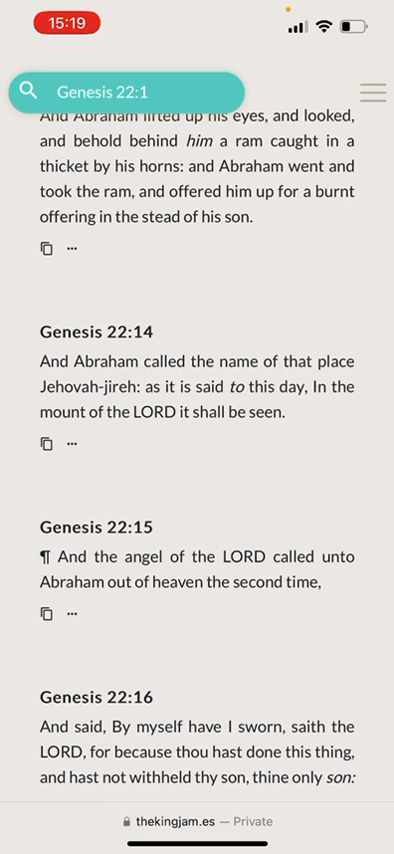 15:19
Genesis 22:1
And Abraham lifted up his eyes, and looked,
and behold behind him a ram caught in a
thicket by his horns: and Abraham went and
took the ram, and offered him up for a burnt
offering in the stead of his son.
Genesis 22:14
And Abraham called the name of that place
Jehovah-jireh: as it is said to this day, In the
mount of the LORD it shall be seen.
Genesis 22:15
¶ And the angel of the LORD called unto
Abraham out of heaven the second time,
Genesis 22:16
And said, By myself have I sworn, saith the
LORD, for because thou hast done this thing,
and hast not withheld thy son, thine only son:
thekingjam.es — Private